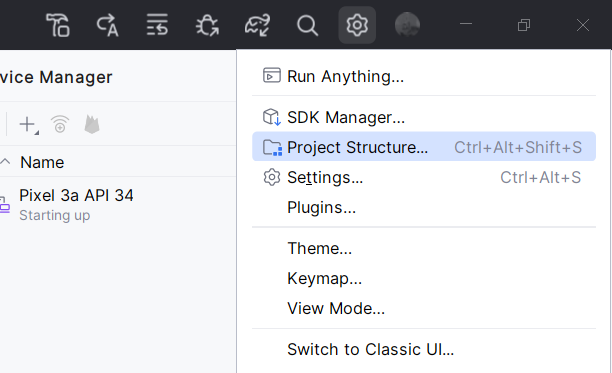 vice Manager
Name
Pixel 3a API 34
Starting up
Run Anything...
SDK Manager...
Project Structure... Ctrl+Alt+Shift+S
Settings... Ctrl+Alt+S
Plugins...
Theme...
Keymap...
View Mode...
Switch to Classic UI...